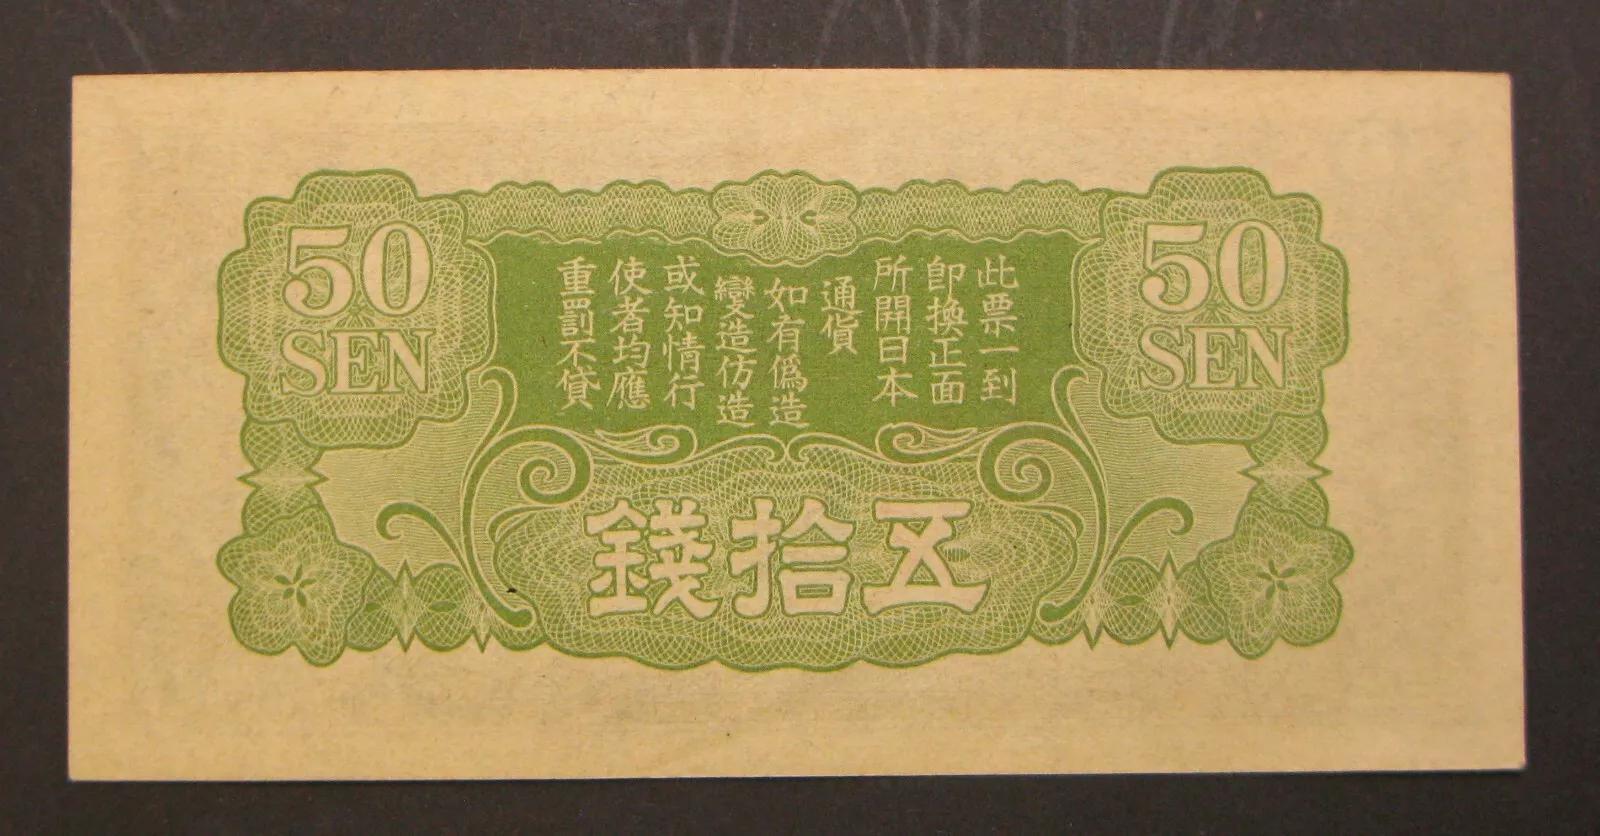 50
SEN
50
SEN
此票一到
即換正面
所開日本
通貨
如有偽造
變造仿造
或知情行
使者均應
重罰不貸
五拾錢